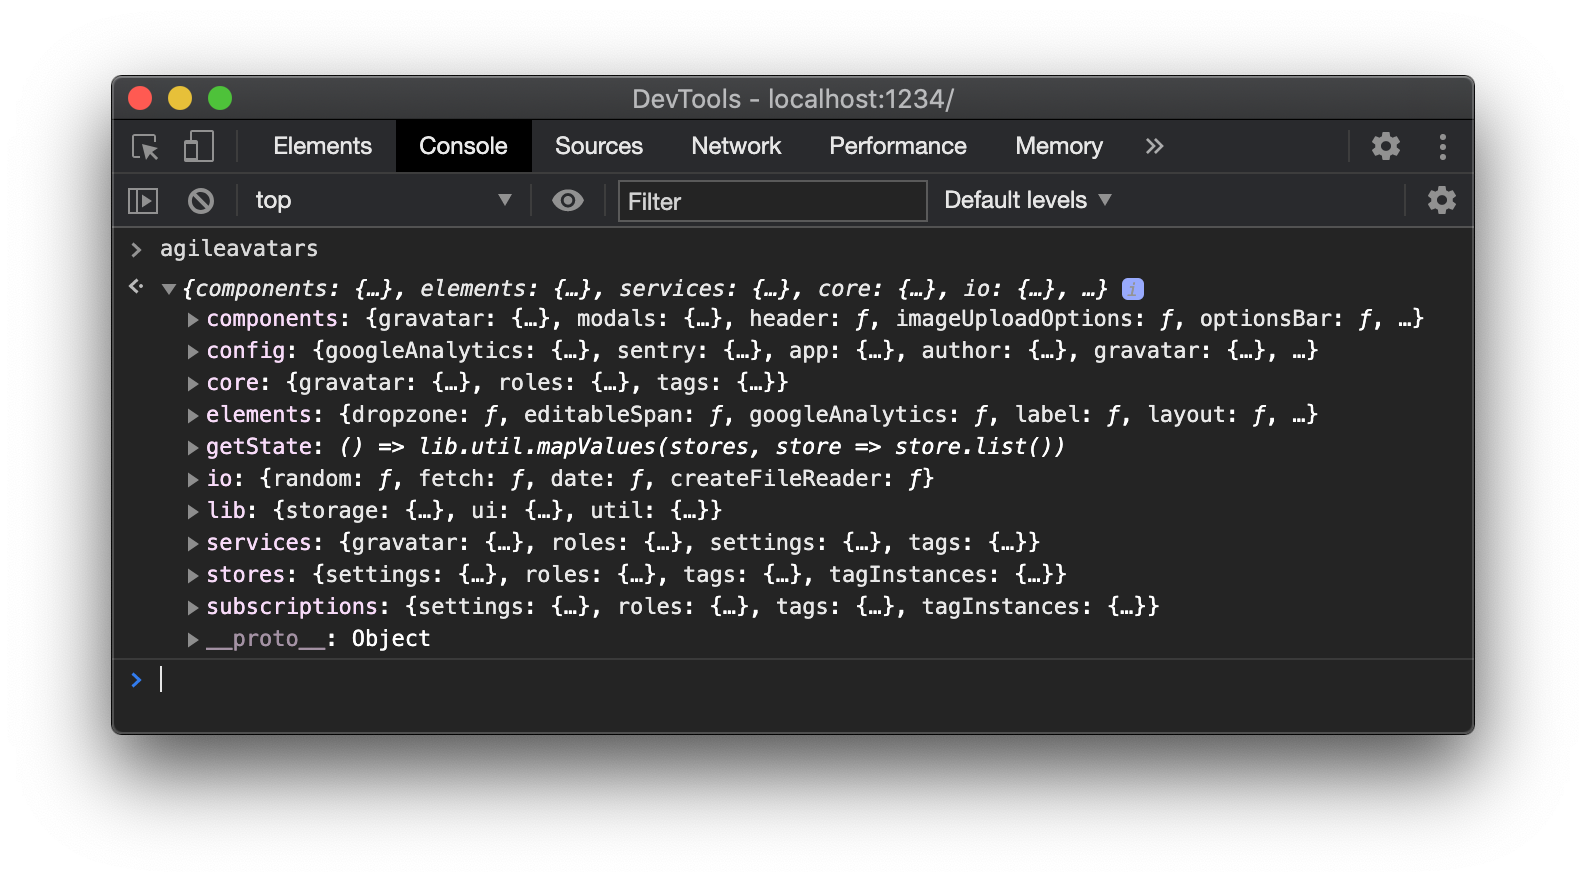 DevTools - localhost:1234/
Elements Console Sources Network Performance Memory »
top ▼ Filter Default levels ▼
> agileavatars
{components: {…}, elements: {…}, services: {…}, core: {…}, io: {…}, …} i
components: {gravatar: {…}, modals: {…}, header: ƒ, imageUploadOptions: ƒ, optionsBar: ƒ, …}
config: {googleAnalytics: {…}, sentry: {…}, app: {…}, author: {…}, gravatar: {…}, …}
core: {gravatar: {…}, roles: {…}, tags: {…}}
elements: {dropzone: ƒ, editableSpan: ƒ, googleAnalytics: ƒ, label: ƒ, layout: ƒ, …}
getState: () => lib.util.mapValues(stores, store => store.list())
io: {random: ƒ, fetch: ƒ, date: ƒ, createFileReader: ƒ}
lib: {storage: {…}, ui: {…}, util: {…}}
services: {gravatar: {…}, roles: {…}, settings: {…}, tags: {…}}
stores: {settings: {…}, roles: {…}, tags: {…}, tagInstances: {…}}
subscriptions: {settings: {…}, roles: {…}, tags: {…}, tagInstances: {…}}
__proto__: Object
>